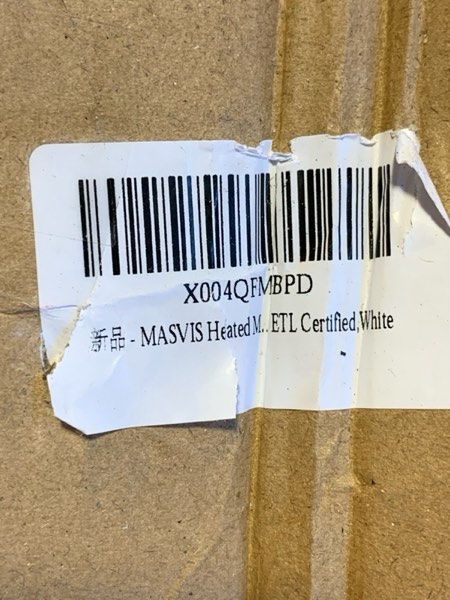 X004QFMBPD
新品 - MASVIS Heated M... ETL Certified,White